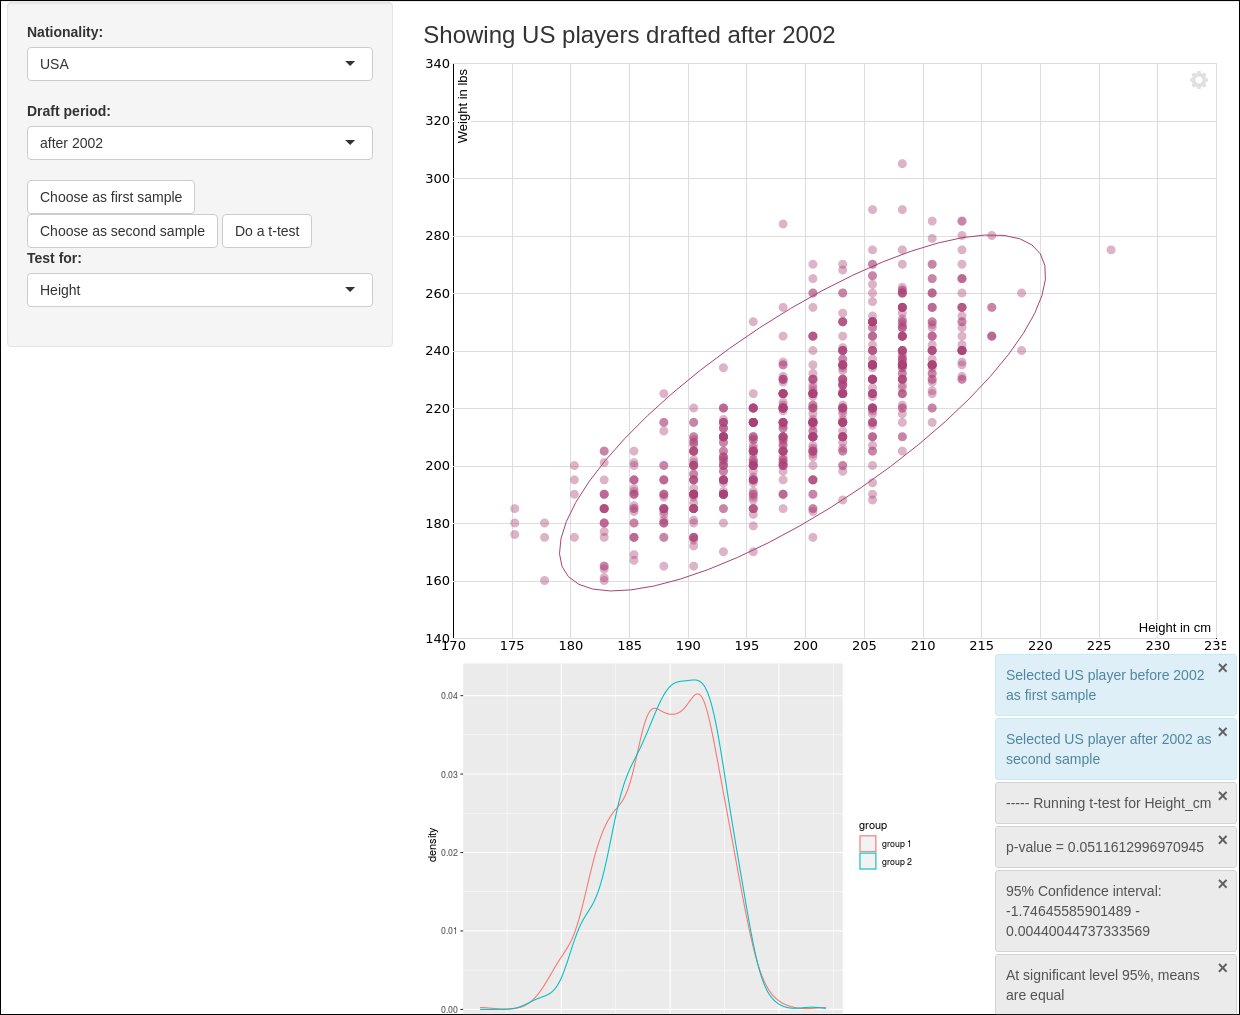 Nationality:
USA
Draft period:
after 2002
Choose as first sample
Choose as second sample
Do a t-test
Test for:
Height
Showing US players drafted after 2002
Weight in lbs
340
320
300
280
260
240
220
200
180
160
140
170 175 180 185 190 195 200 205 210 215 220 225 230 235
Height in cm
density
0.04
0.03
0.02
0.01
0.00
group
group 1
group 2
Selected US player before 2002
as first sample
×
Selected US player after 2002 as
second sample
×
----- Running t-test for Height_cm
×
p-value = 0.0511612996970945
×
95% Confidence interval:
-1.74645585901489 -
0.00440044737333569
×
At significant level 95%, means
are equal
×